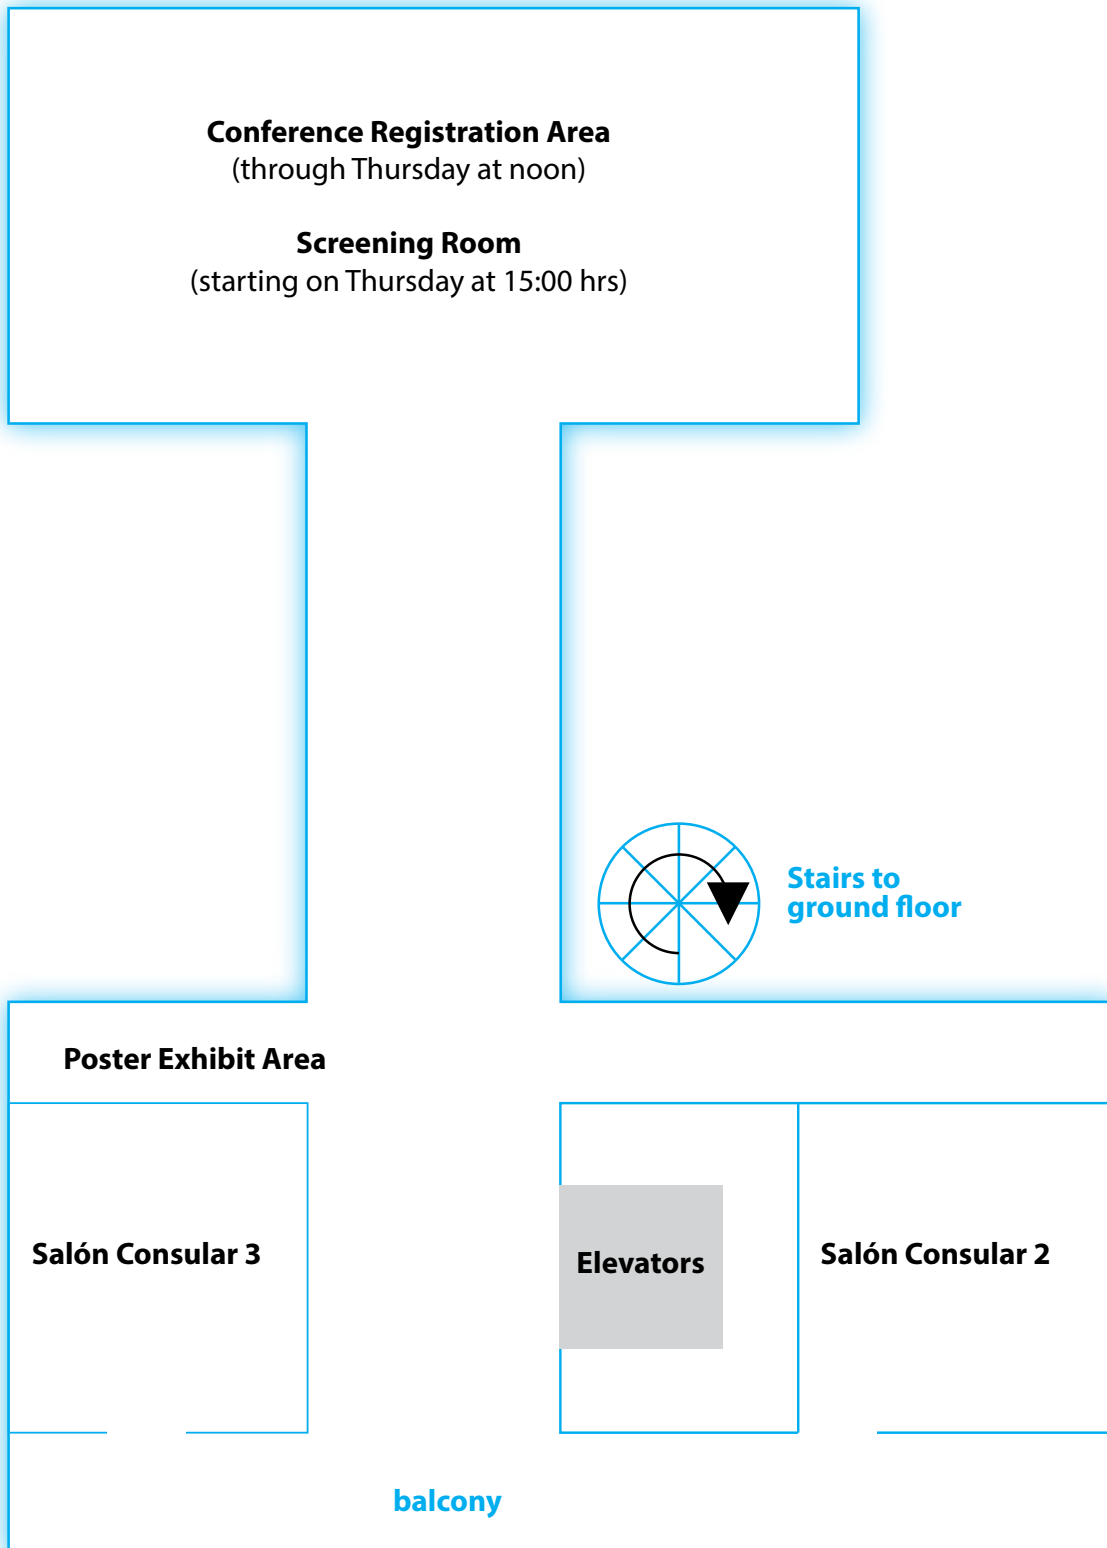 Conference Registration Area
(through Thursday at noon)
Screening Room
(starting on Thursday at 15:00 hrs)
Stairs to
ground floor
Poster Exhibit Area
Salón Consular 3
Elevators
Salón Consular 2
balcony